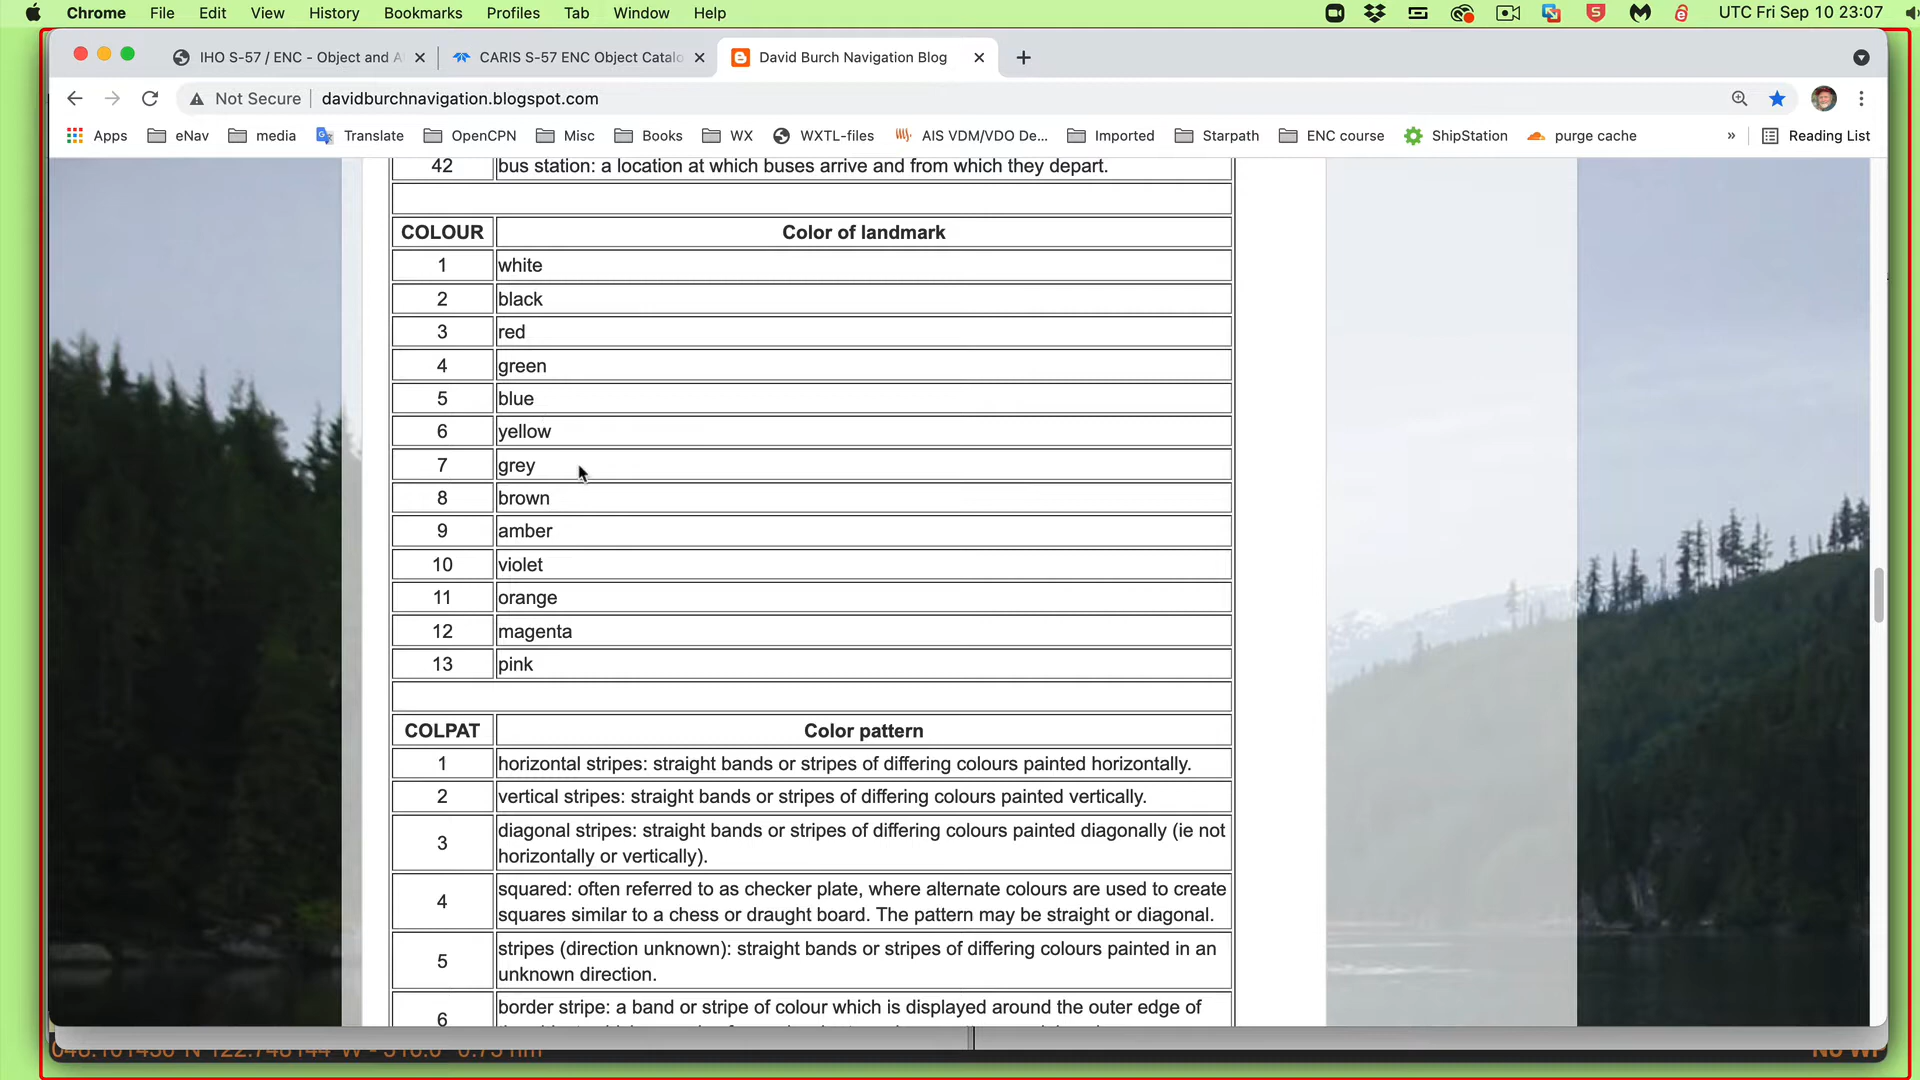 Chrome File Edit View History Bookmarks Profiles Tab Window Help UTC Fri Sep 10 23:07
IHO S-57 / ENC - Object and A CARIS S-57 ENC Object Catalo David Burch Navigation Blog
Not Secure davidburchnavigation.blogspot.com
Apps eNav media Translate OpenCPN Misc Books WX WXTL-files AIS VDM/VDO De... Imported Starpath ENC course ShipStation purge cache » Reading List
42 bus station: a location at which buses arrive and from which they depart.
COLOUR Color of landmark
1 white
2 black
3 red
4 green
5 blue
6 yellow
7 grey
8 brown
9 amber
10 violet
11 orange
12 magenta
13 pink
COLPAT Color pattern
1 horizontal stripes: straight bands or stripes of differing colours painted horizontally.
2 vertical stripes: straight bands or stripes of differing colours painted vertically.
3 diagonal stripes: straight bands or stripes of differing colours painted diagonally (ie not
horizontally or vertically).
4 squared: often referred to as checker plate, where alternate colours are used to create
squares similar to a chess or draught board. The pattern may be straight or diagonal.
5 stripes (direction unknown): straight bands or stripes of differing colours painted in an
unknown direction.
6 border stripe: a band or stripe of colour which is displayed around the outer edge of